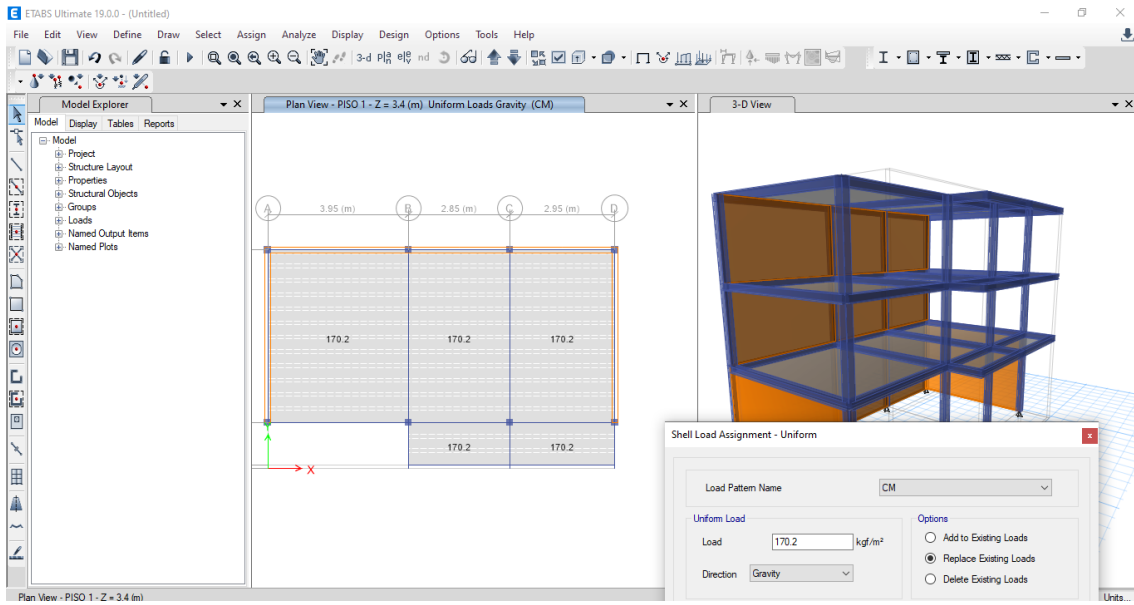 ETABS Ultimate 19.0.0 - (Untitled)
File Edit View Define Draw Select Assign Analyze Display Design Options Tools Help
3-d nd
Model Explorer
Model Display Tables Reports
Model
Project
Structure Layout
Properties
Structural Objects
Groups
Loads
Named Output Items
Named Plots
Plan View - PISO 1 - Z = 3.4 (m) Uniform Loads Gravity (CM)
A 3.95 (m) B 2.85 (m) C 2.95 (m) D
170.2 170.2 170.2
170.2 170.2
X
3-D View
Shell Load Assignment - Uniform
Load Pattern Name CM
Uniform Load
Load 170.2 kgf/m²
Direction Gravity
Options
Add to Existing Loads
Replace Existing Loads
Delete Existing Loads
Plan View - PISO 1 - Z = 3.4 (m) Units...